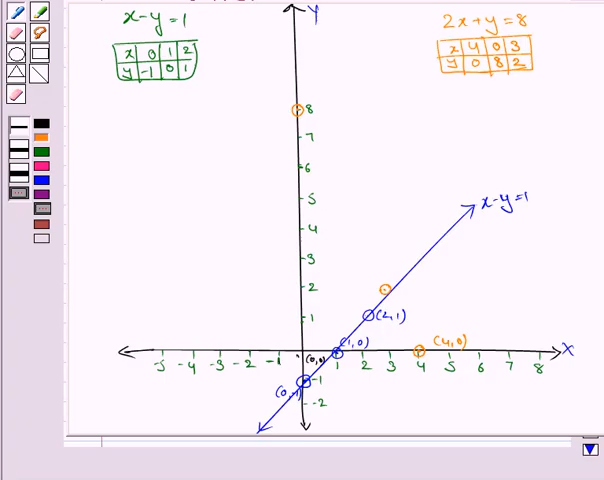 x-y=1
x 0 1 2
y -1 0 1
2x+y=8
x 4 0 3
y 0 8 2
Y
8
7
6
5
4
3
2
1
x-y=1
(2,1)
(1,0)
(4,0)
X
-5 -4 -3 -2 -1 (0,0) 1 2 3 4 5 6 7 8
(0,-1)
-1
-2